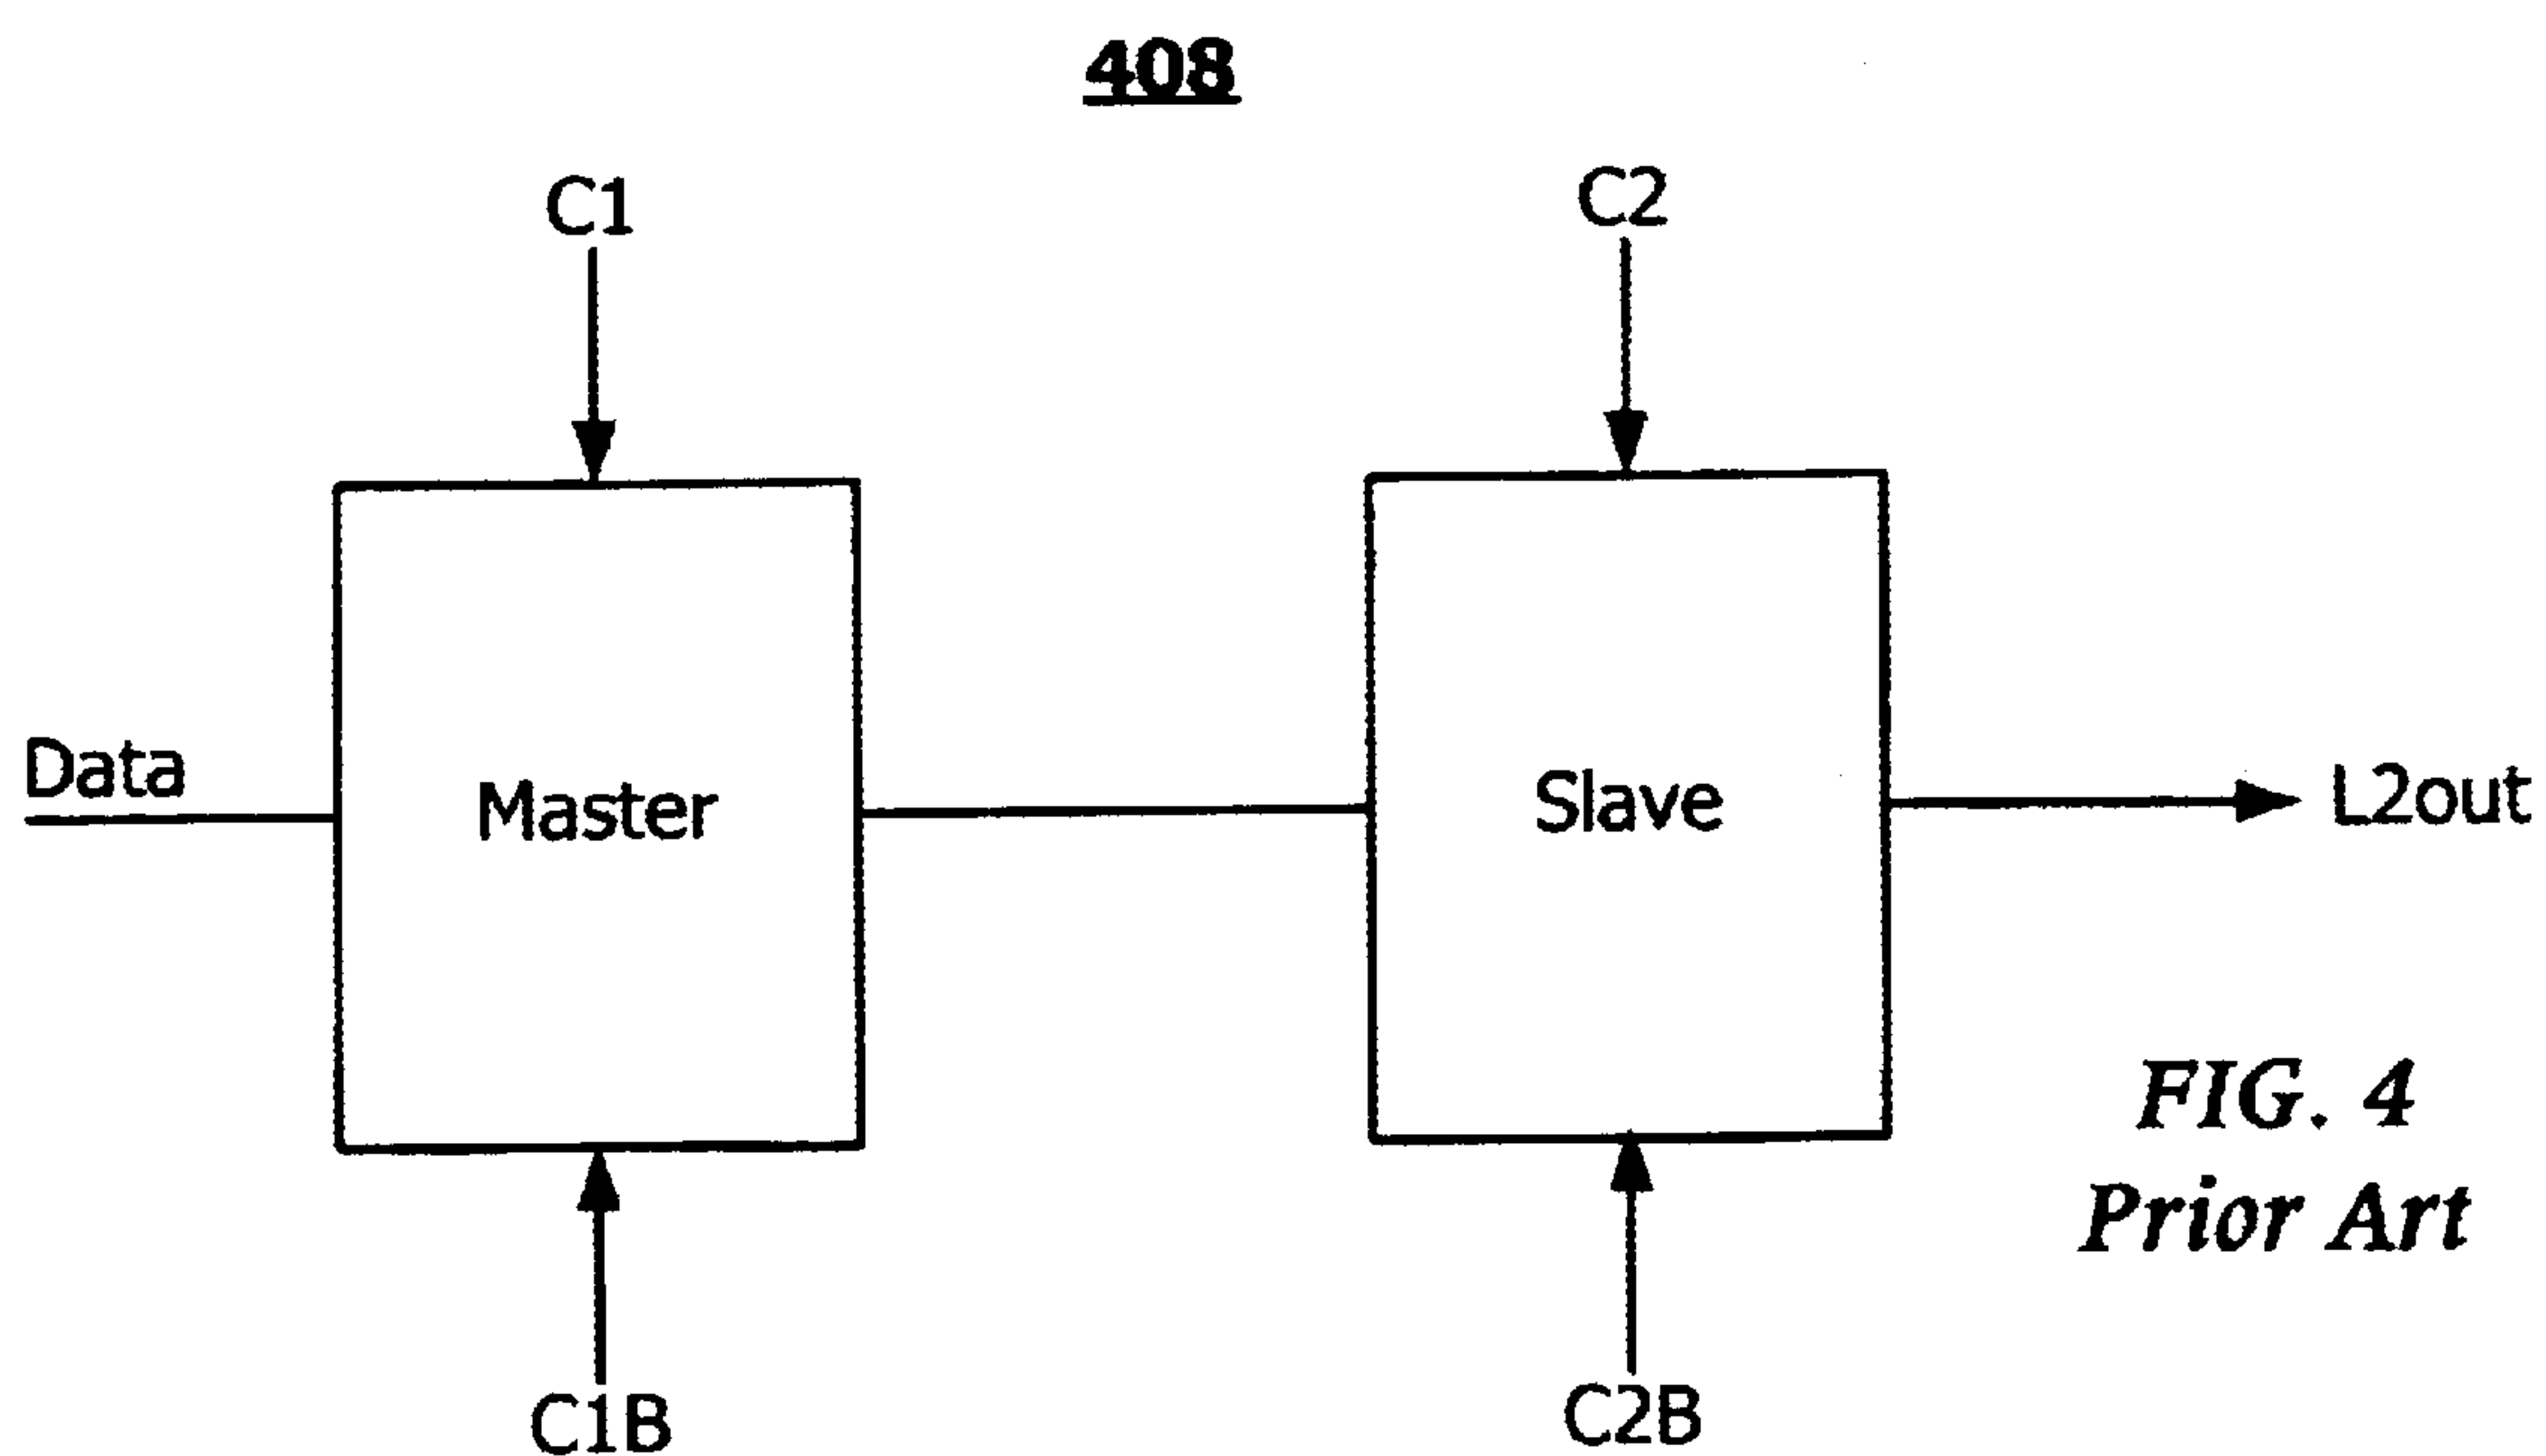 408
C1
C2
Data
Master
Slave
L2out
FIG. 4
Prior Art
C1B
C2B